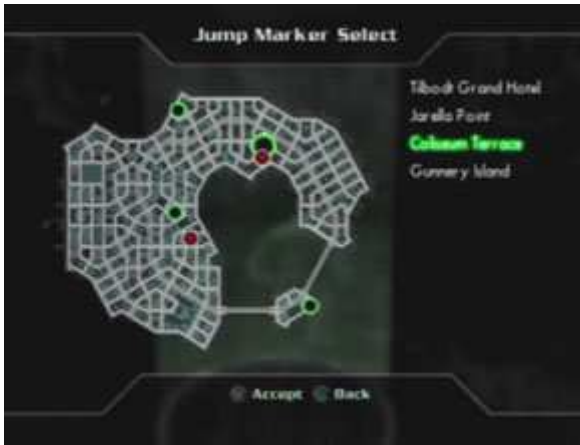 Jump Marker Select
Tilbodt Grand Hotel
Jarella Point
Coliseum Terrace
Gunnery Island
Accept Back